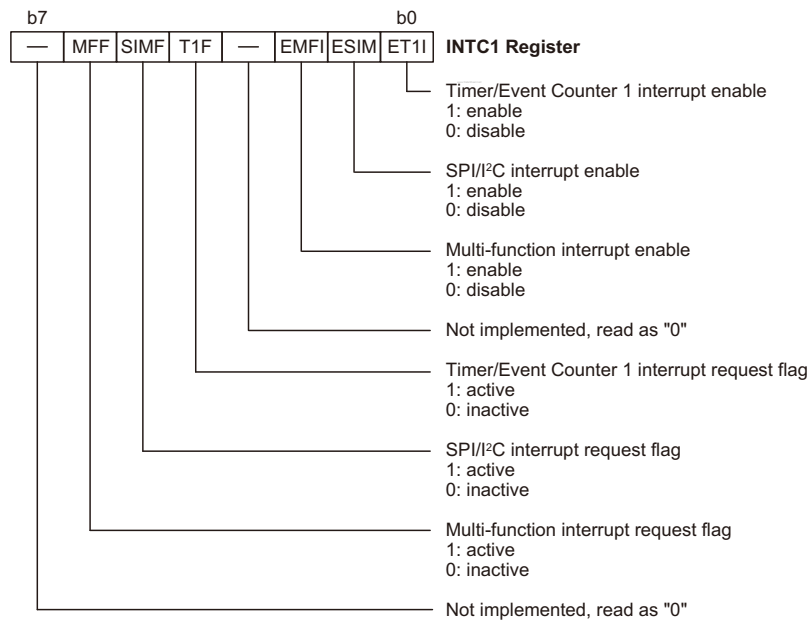 b7 b0
— MFF SIMF T1F — EMFI ESIM ET1I INTC1 Register
Timer/Event Counter 1 interrupt enable
1: enable
0: disable
SPI/I²C interrupt enable
1: enable
0: disable
Multi-function interrupt enable
1: enable
0: disable
Not implemented, read as "0"
Timer/Event Counter 1 interrupt request flag
1: active
0: inactive
SPI/I²C interrupt request flag
1: active
0: inactive
Multi-function interrupt request flag
1: active
0: inactive
Not implemented, read as "0"